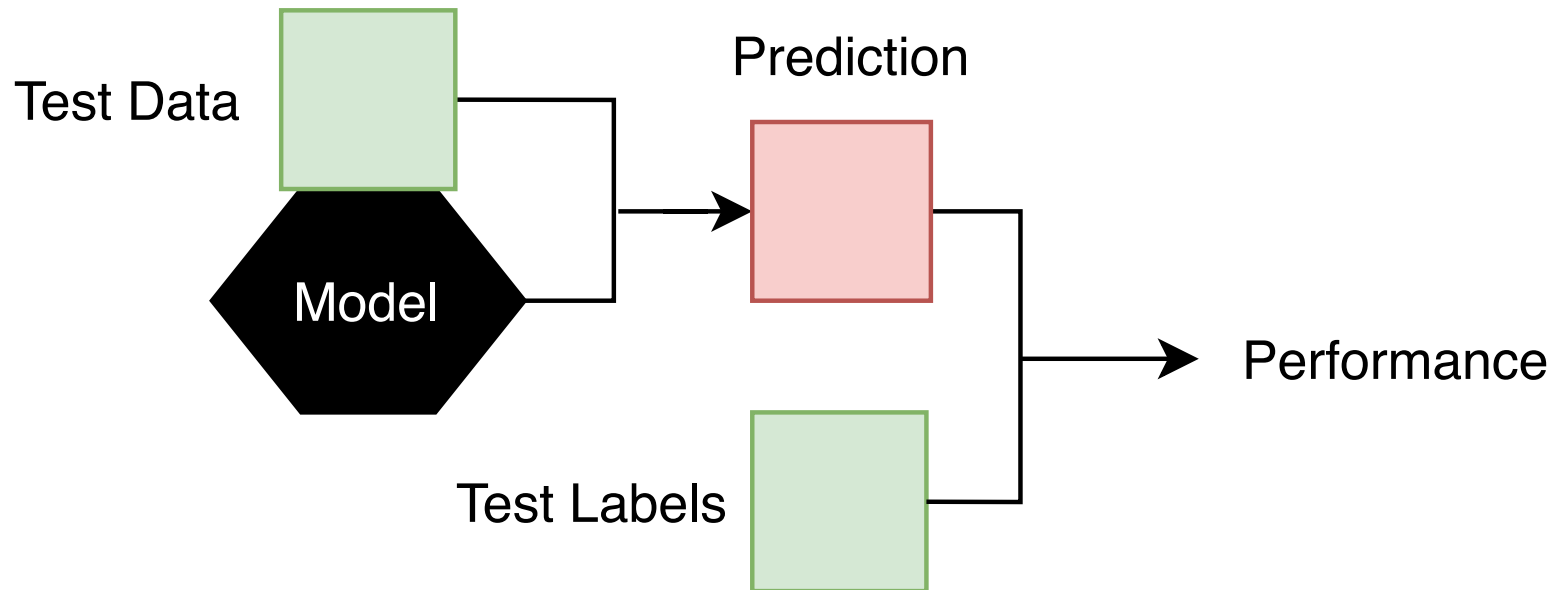 Prediction
Test Data
Model
Performance
Test Labels